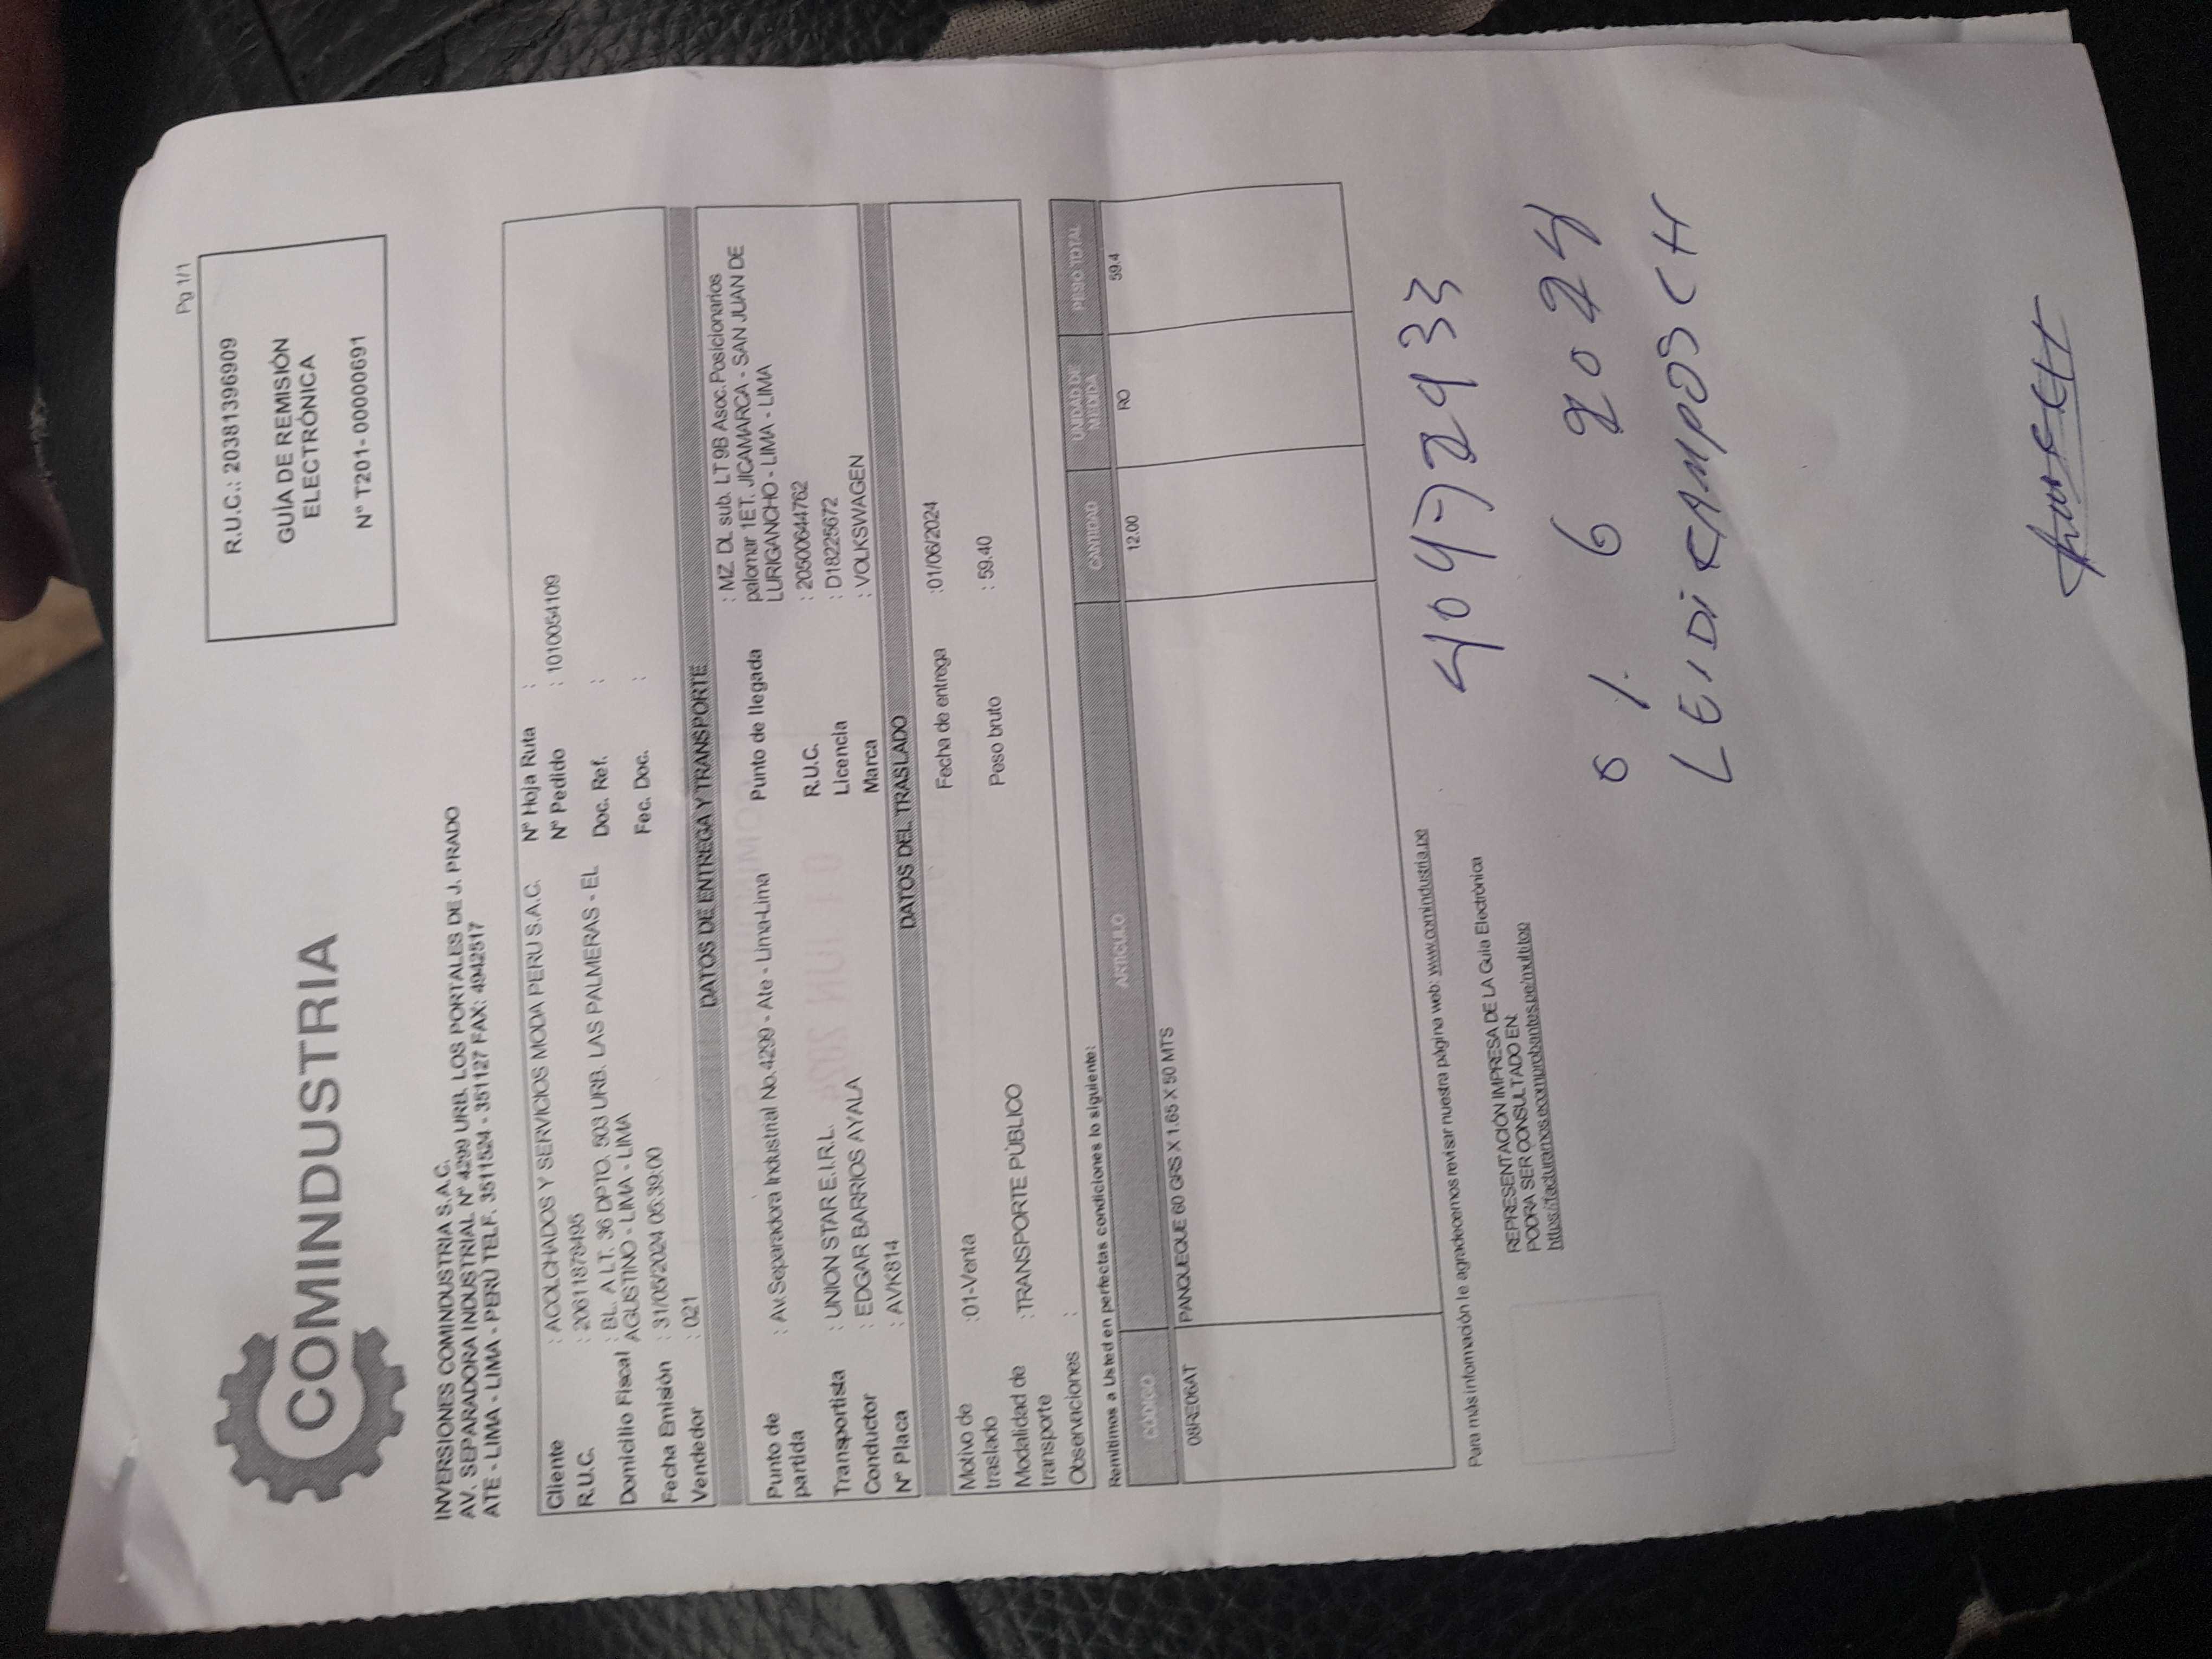 Pg 1/1
R.U.C.: 20381396909
GUÍA DE REMISIÓN
ELECTRÓNICA
N° T201- 00000691
COMINDUSTRIA
INVERSIONES COMINDUSTRIA S.A.C.
AV. SEPARADORA INDUSTRIAL N° 4299 URB. LOS PORTALES DE J. PRADO
ATE - LIMA - LIMA - PERÚ TELF. 3511524 - 351127 FAX: 4942517
Cliente : ACOLCHADOS Y SERVICIOS MODA PERU S.A.C. N° Hoja Ruta :
R.U.C. : 20611878495 N° Pedido : 1010054109
Domicilio Fiscal : BL. A LT. 36 DPTO. 503 URB. LAS PALMERAS - EL Doc. Ref. :
AGUSTINO - LIMA - LIMA
Fecha Emisión : 31/05/2024 05:39:00 Fec. Doc. :
Vendedor : 021
DATOS DE ENTREGA Y TRANSPORTE
Punto de partida : Av.Separadora Industrial No.4299 - Ate - Lima-Lima
Punto de llegada : MZ. DL sub. LT 9B Asoc.Posicionarios
palomar 1ET. JICAMARCA - SAN JUAN DE
LURIGANCHO - LIMA - LIMA
Transportista : UNION STAR E.I.R.L. R.U.C. : 20500644762
Conductor : EDGAR BARRIOS AYALA Licencia : D18225672
N° Placa : AVK814 Marca : VOLKSWAGEN
DATOS DEL TRASLADO
Motivo de traslado :01-Venta Fecha de entrega :01/06/2024
Modalidad de transporte :TRANSPORTE PÚBLICO Peso bruto : 59.40
Observaciones :
Remitimos a Usted en perfectas condiciones lo siguiente:
CODIGO ARTICULO CANTIDAD UNIDAD DE MEDIDA PESO TOTAL
08RE06AT PANQUEQUE 60 GRS X 1.65 X 50 MTS 12.00 RO 59.4
Para más información le agradecemos revisar nuestra página web: www.comindustria.pe
REPRESENTACIÓN IMPRESA DE LA Guía Electrónica
PODRA SER CONSULTADO EN:
https://facturamos.ecomprobantes.pe/multitop
40472933
01 6 2024
LEIDI CAMPOS CH